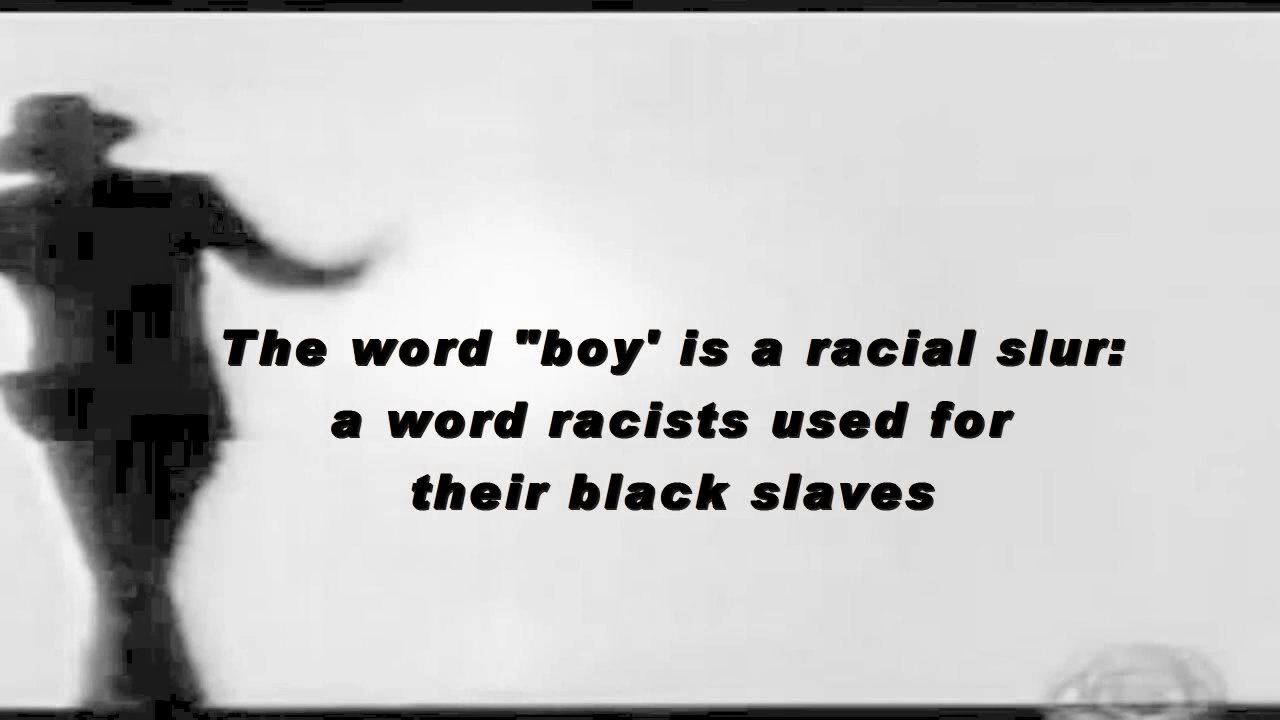 The word "boy' is a racial slur:
a word racists used for
their black slaves